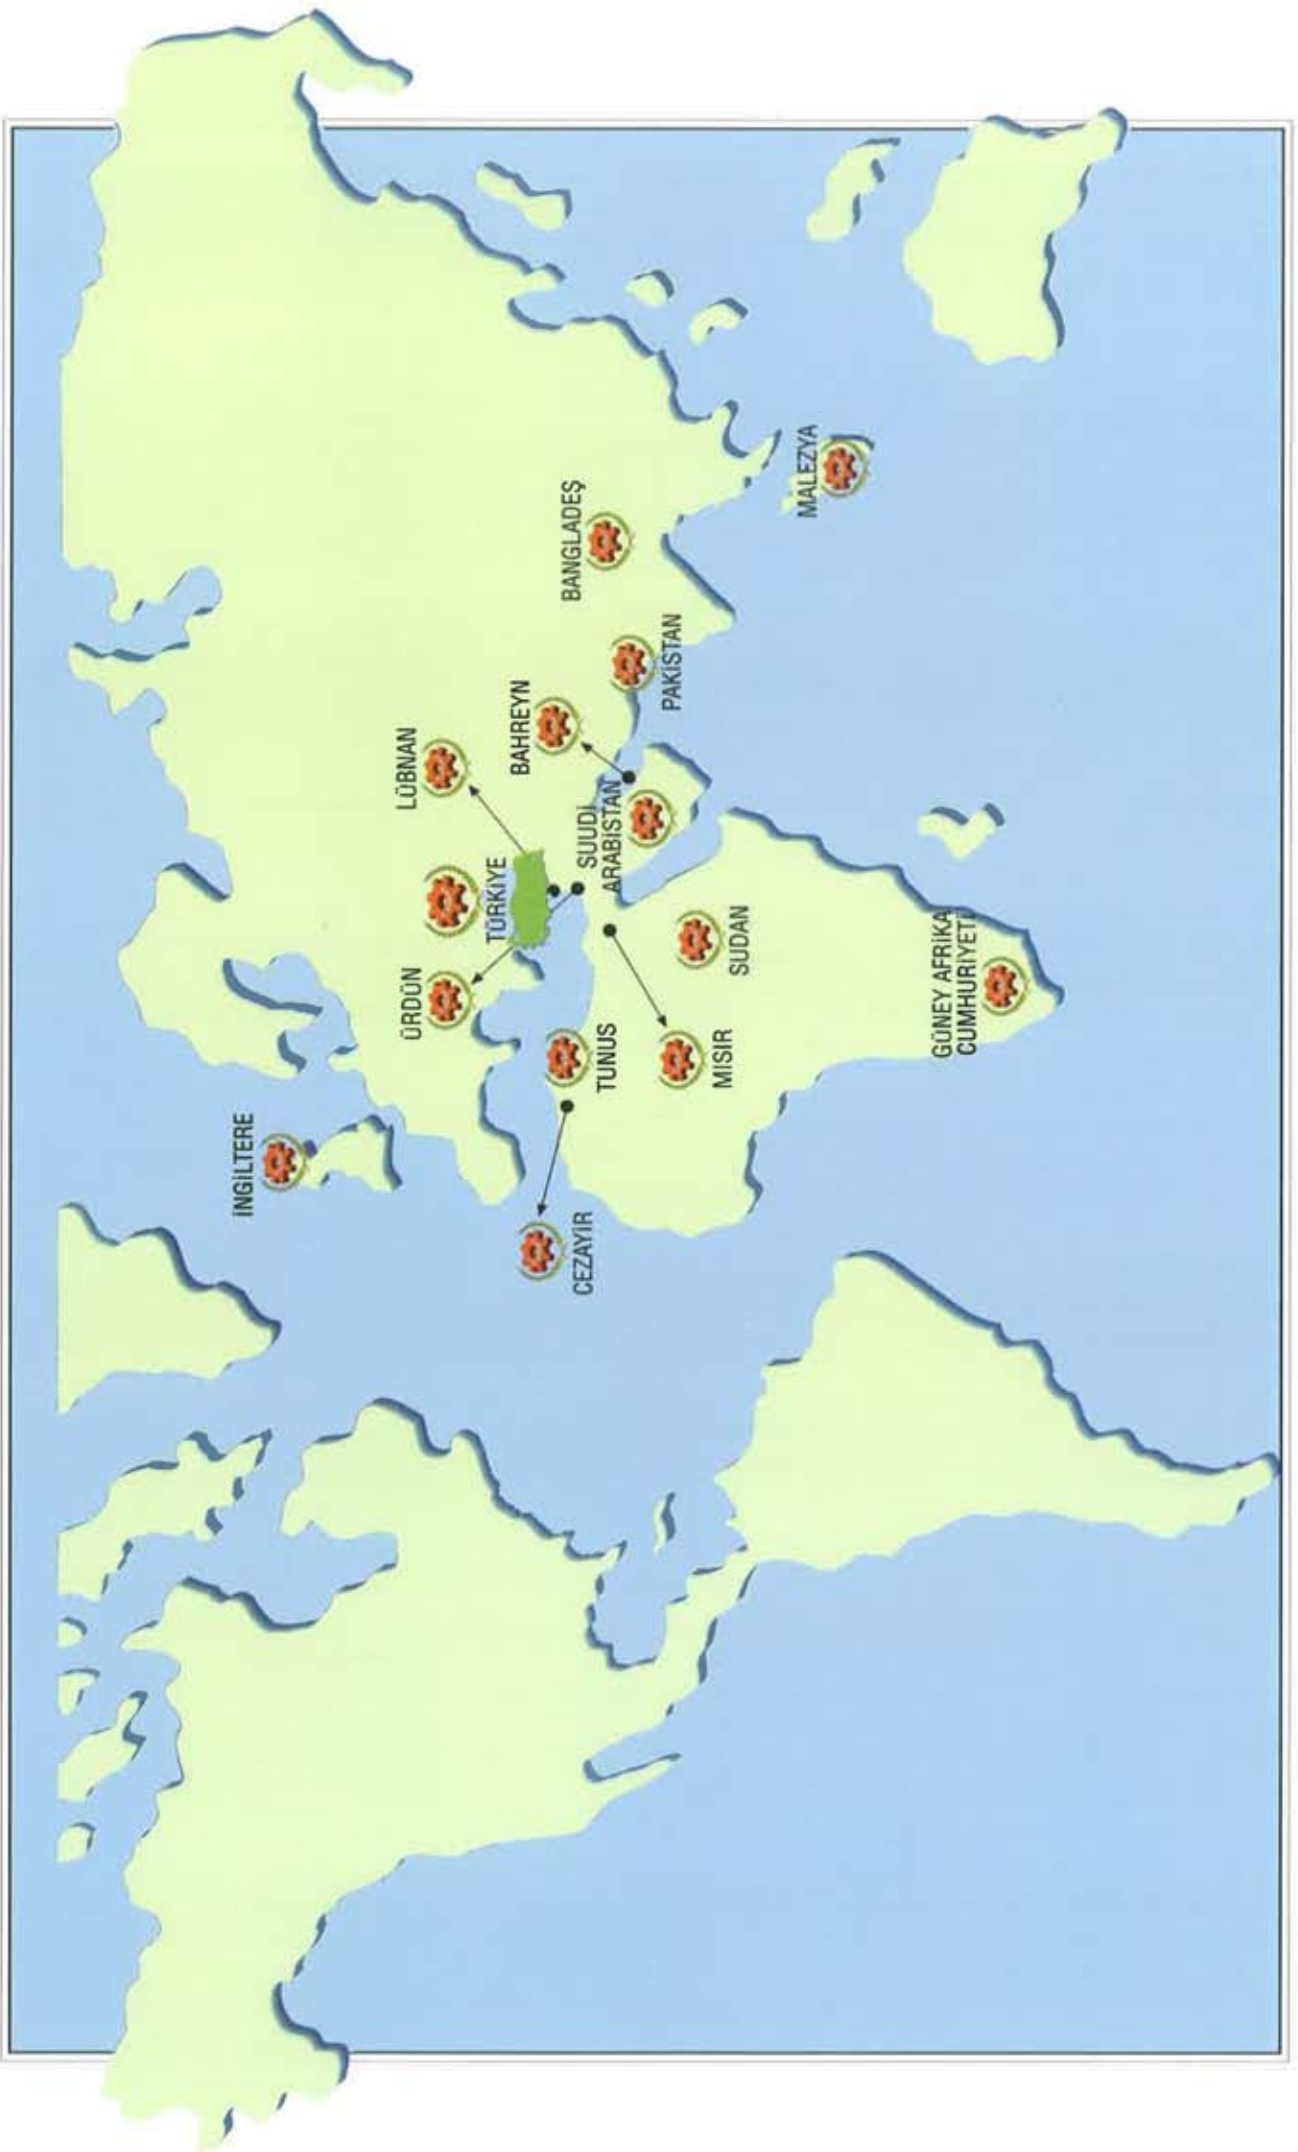 İNGİLTERE
LÜBNAN
ÜRDÜN
TÜRKİYE
BAHREYN
BANGLADEŞ
CEZAYİR
TUNUS
SUUDİ
ARABİSTAN
PAKİSTAN
MISIR
SUDAN
MALEZYA
GÜNEY AFRİKA
CUMHURİYETİ